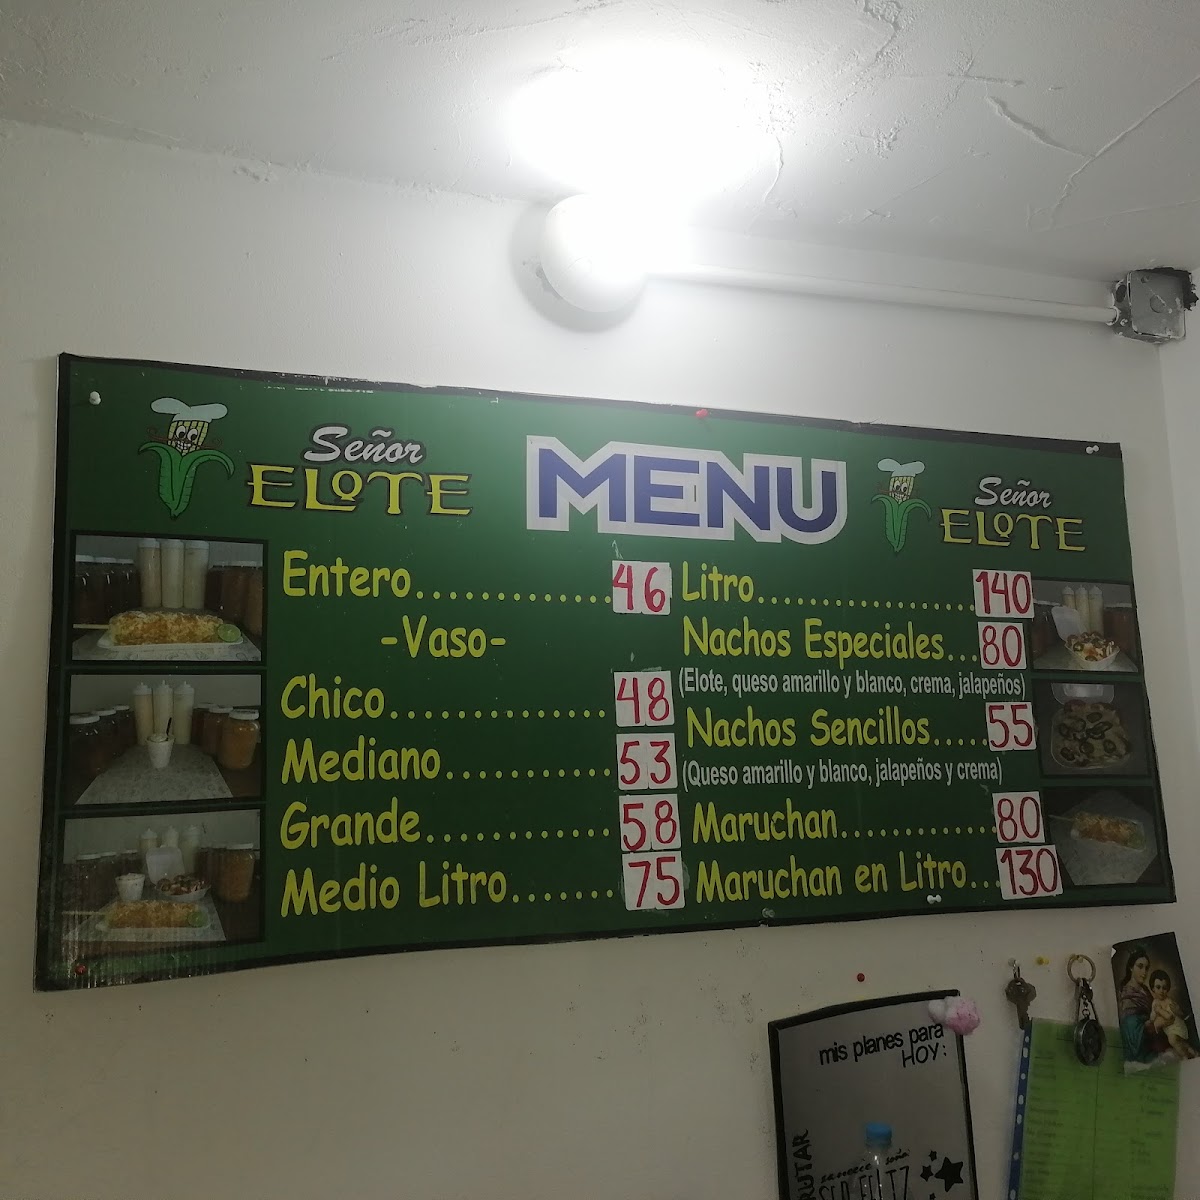 Señor
ELOTE
MENU
Señor
ELOTE
Entero.............46
-Vaso-
Chico..............48
Mediano...........53
Grande............58
Medio Litro.......75
Litro..................140
Nachos Especiales...80
(Elote, queso amarillo y blanco, crema, jalapeños)
Nachos Sencillos.....55
(Queso amarillo y blanco, jalapeños y crema)
Maruchan............80
Maruchan en Litro...130
mis planes para
HOY: